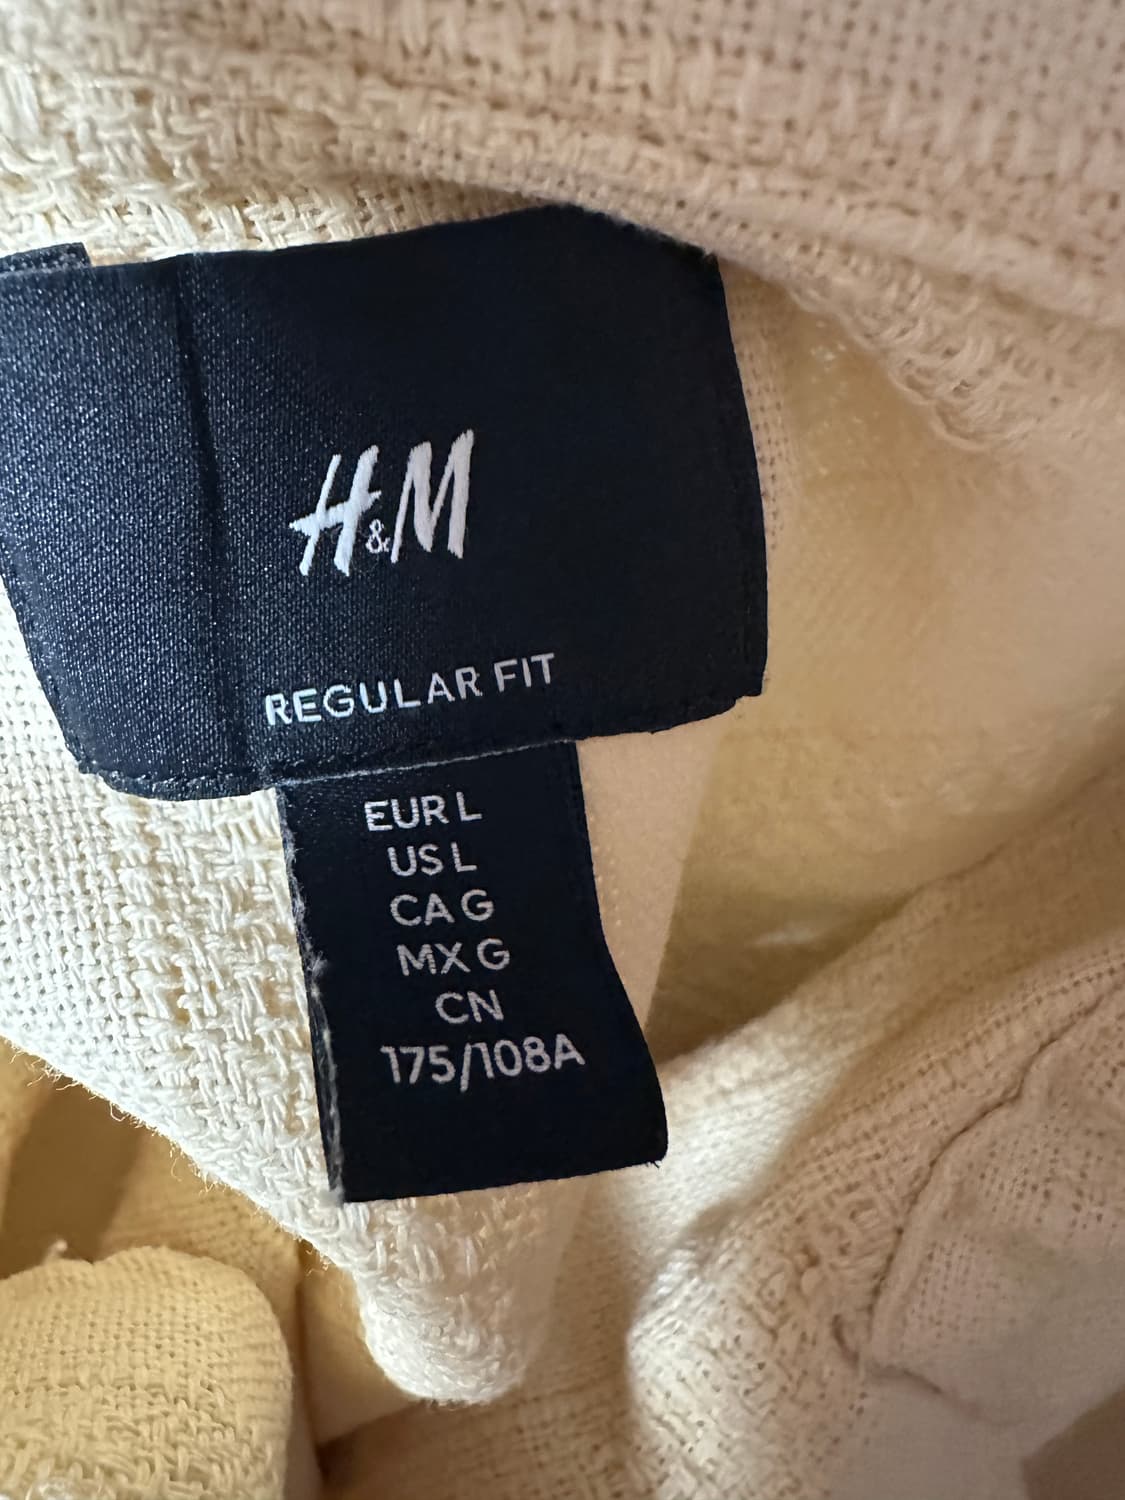 H&M
REGULAR FIT
EUR L
US L
CA G
MX G
CN
175/108A